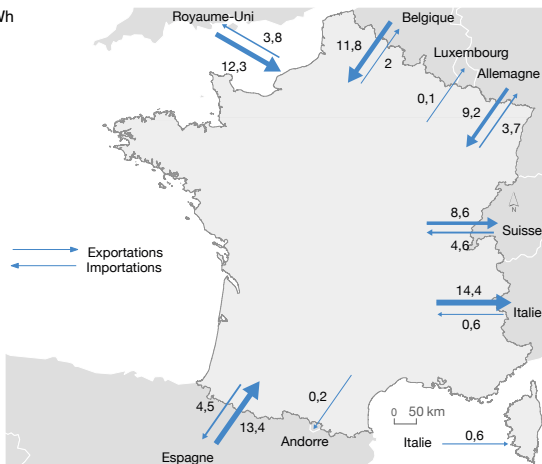 Wh
Royaume-Uni
Belgique
3,8
12,3
11,8
2
Luxembourg
Allemagne
0,1
9,2
3,7
N
8,6
Suisse
4,6
Exportations
Importations
14,4
Italie
0,6
0,2
4,5
13,4
Andorre
Espagne
0 50 km
Italie
0,6